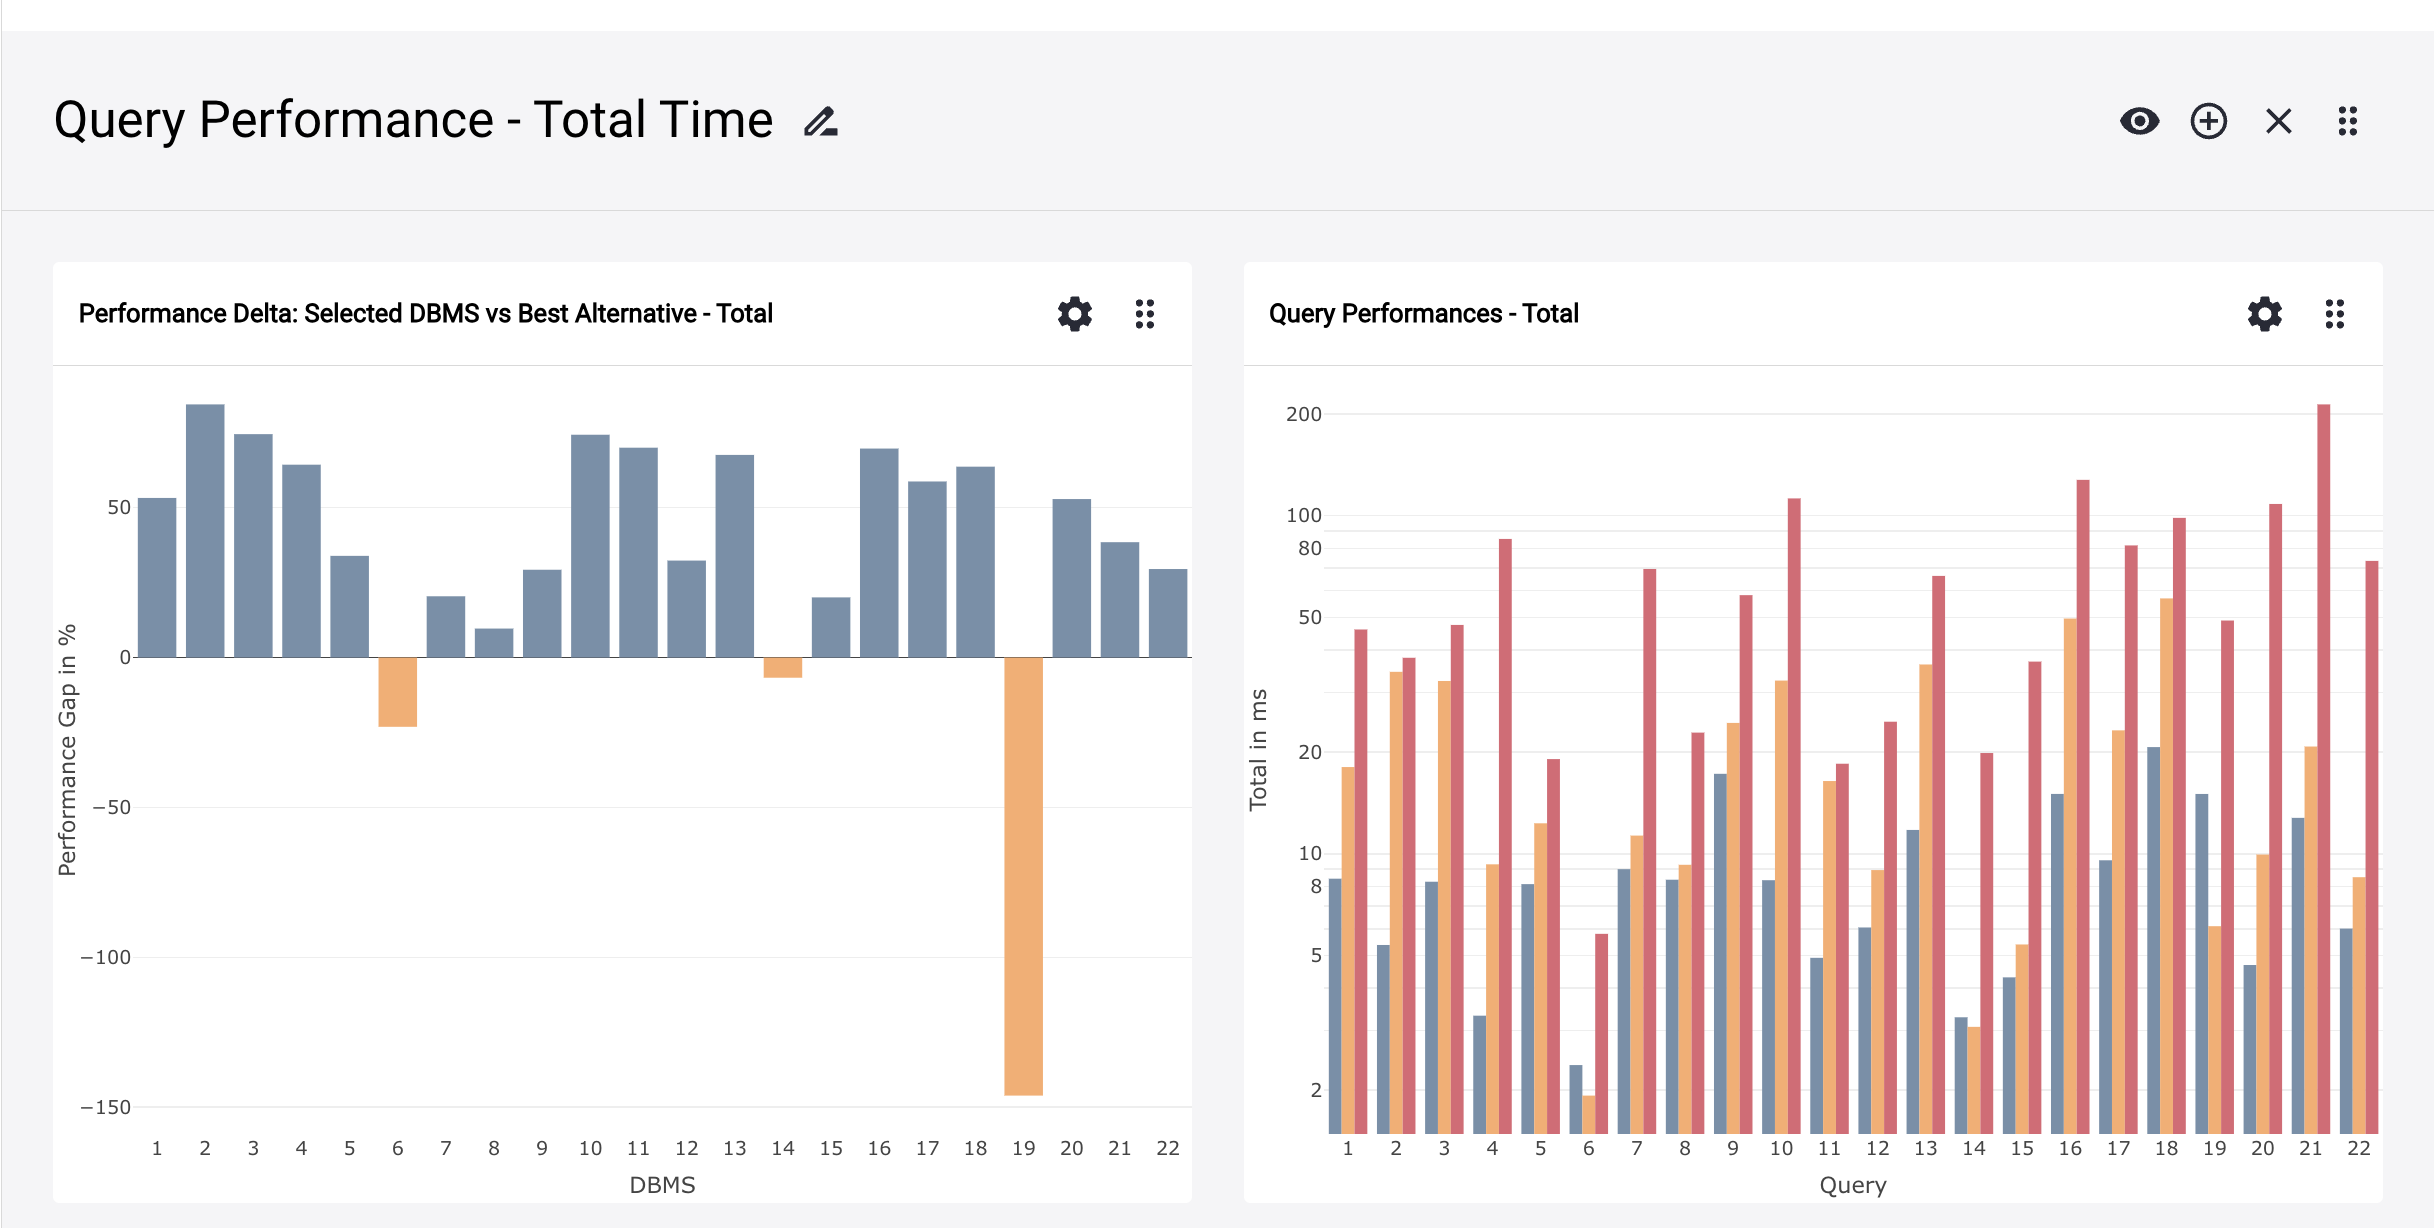 Query Performance - Total Time
Performance Delta: Selected DBMS vs Best Alternative - Total
50
0
−50
−100
−150
Performance Gap in %
1 2 3 4 5 6 7 8 9 10 11 12 13 14 15 16 17 18 19 20 21 22
DBMS
Query Performances - Total
200
100
80
50
20
10
8
5
2
Total in ms
1 2 3 4 5 6 7 8 9 10 11 12 13 14 15 16 17 18 19 20 21 22
Query